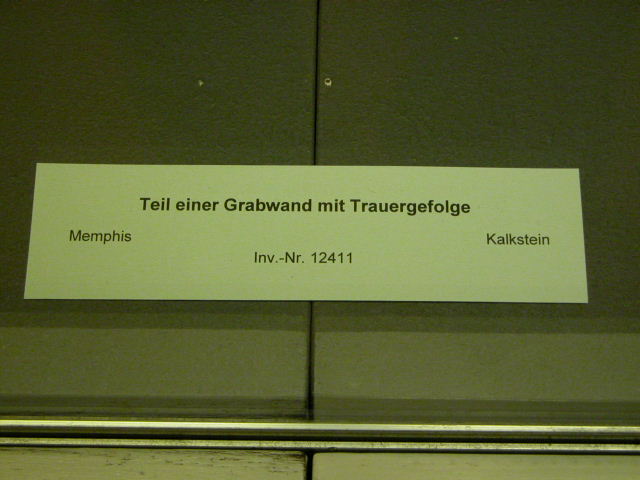 Teil einer Grabwand mit Trauergefolge
Memphis Kalkstein
Inv.-Nr. 12411